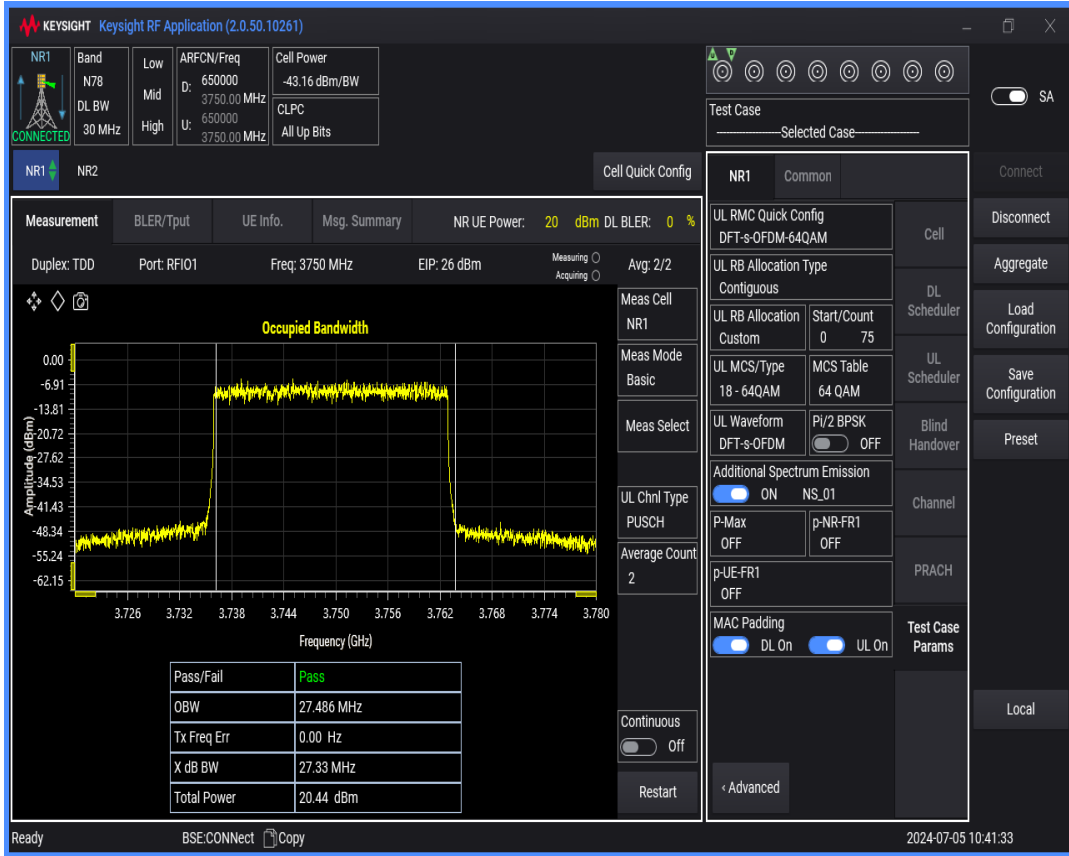 KEYSIGHT Keysight RF Application (2.0.50.10261)
NR1
CONNECTED
Band
N78
DL BW
30 MHz
Low
Mid
High
ARFCN/Freq
D: 650000
3750.00 MHz
U: 650000
3750.00 MHz
Cell Power
-43.16 dBm/BW
CLPC
All Up Bits
U D
Test Case
Selected Case
SA
NR1 NR2 Cell Quick Config
Measurement BLER/Tput UE Info. Msg. Summary NR UE Power: 20 dBm DL BLER: 0 %
Duplex: TDD Port: RFIO1 Freq: 3750 MHz EIP: 26 dBm Measuring Avg: 2/2
Acquiring
Occupied Bandwidth
Amplitude (dBm)
0.00
-6.91
-13.81
-20.72
-27.62
-34.53
-41.43
-48.34
-55.24
-62.15
3.726 3.732 3.738 3.744 3.750 3.756 3.762 3.768 3.774 3.780
Frequency (GHz)
Pass/Fail Pass
OBW 27.486 MHz
Tx Freq Err 0.00 Hz
X dB BW 27.33 MHz
Total Power 20.44 dBm
Meas Cell
NR1
Meas Mode
Basic
Meas Select
UL Chnl Type
PUSCH
Average Count
2
Continuous
Off
Restart
NR1 Common
UL RMC Quick Config
DFT-s-OFDM-64QAM
UL RB Allocation Type
Contiguous
UL RB Allocation Start/Count
Custom 0 75
UL MCS/Type MCS Table
18 - 64QAM 64 QAM
UL Waveform Pi/2 BPSK
DFT-s-OFDM OFF
Additional Spectrum Emission
ON NS_01
P-Max p-NR-FR1
OFF OFF
p-UE-FR1
OFF
MAC Padding
DL On UL On
‹ Advanced
Cell
DL
Scheduler
UL
Scheduler
Blind
Handover
Channel
PRACH
Test Case
Params
Connect
Disconnect
Aggregate
Load
Configuration
Save
Configuration
Preset
Local
Ready BSE:CONNect Copy 2024-07-05 10:41:33